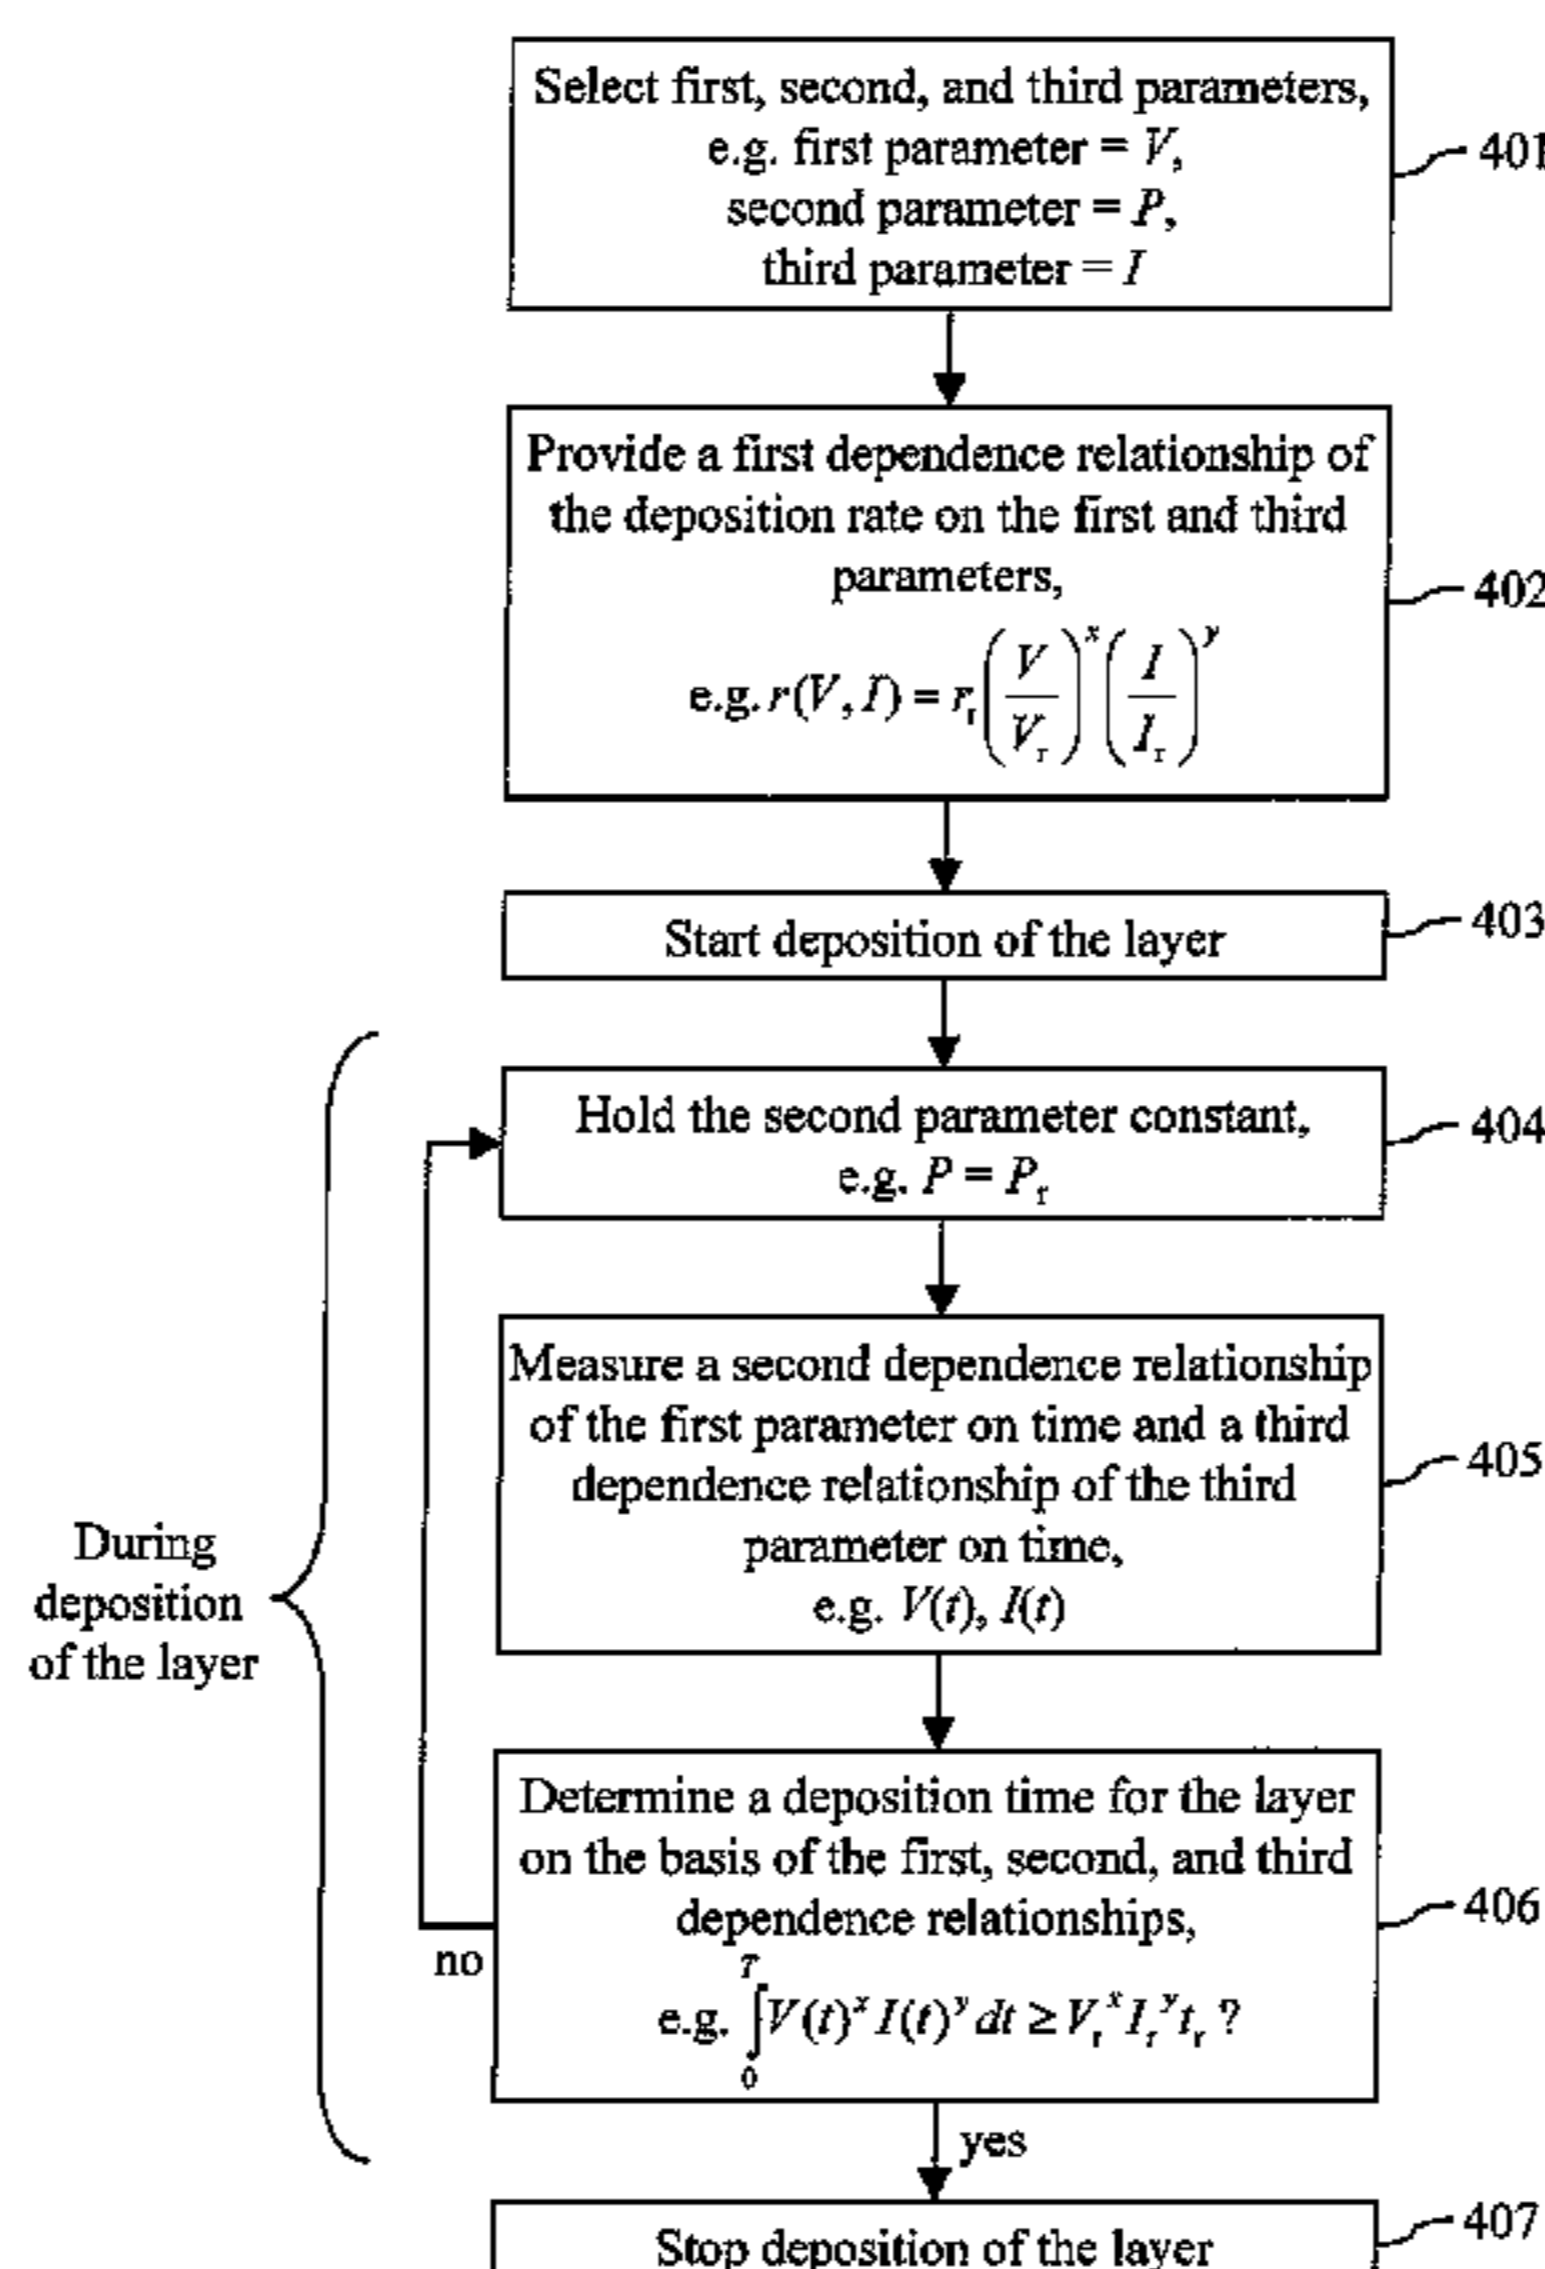 Select first, second, and third parameters,
e.g. first parameter = V,
second parameter = P,
third parameter = I
401
Provide a first dependence relationship of
the deposition rate on the first and third
parameters,
e.g. r(V, I) = r_r (V/V_r)^x (I/I_r)^y
402
Start deposition of the layer
403
Hold the second parameter constant,
e.g. P = P_r
404
Measure a second dependence relationship
of the first parameter on time and a third
dependence relationship of the third
parameter on time,
e.g. V(t), I(t)
405
During
deposition
of the layer
Determine a deposition time for the layer
on the basis of the first, second, and third
dependence relationships,
e.g. ∫_0^T V(t)^x I(t)^y dt ≥ V_r^x I_r^y t_r ?
406
no
yes
Stop deposition of the layer
407